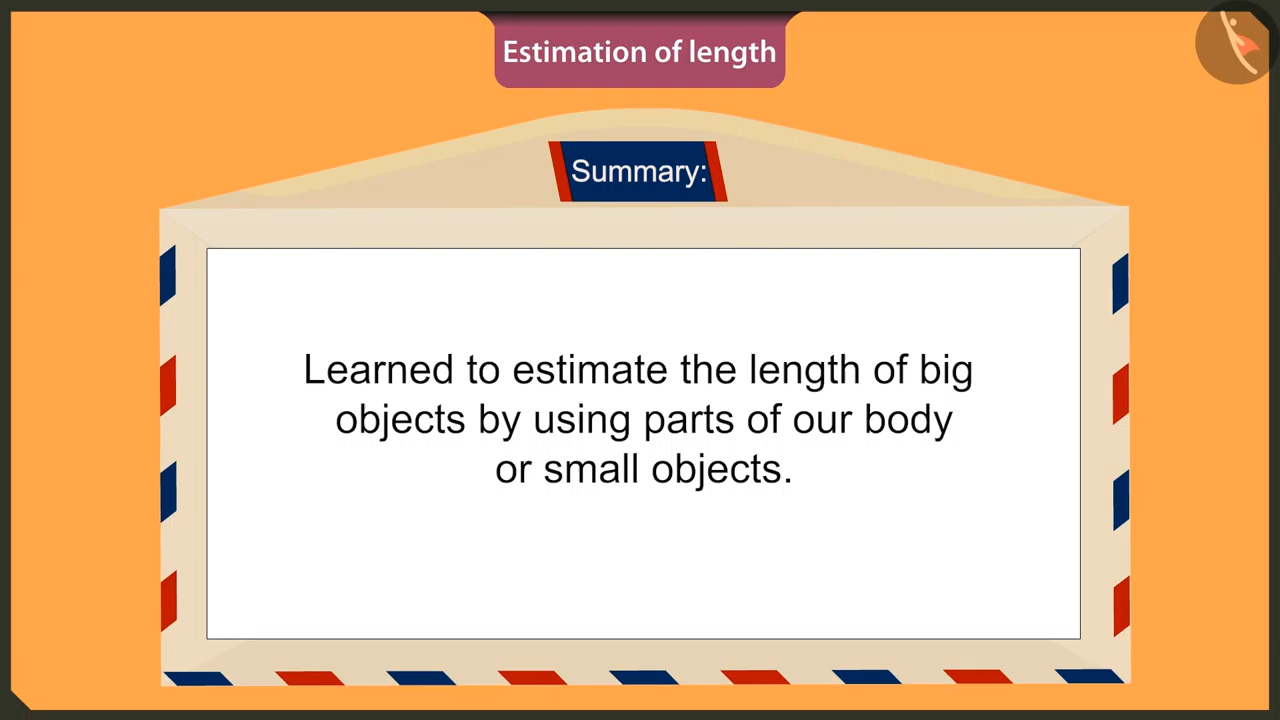 Estimation of length
Summary:
Learned to estimate the length of big
objects by using parts of our body
or small objects.